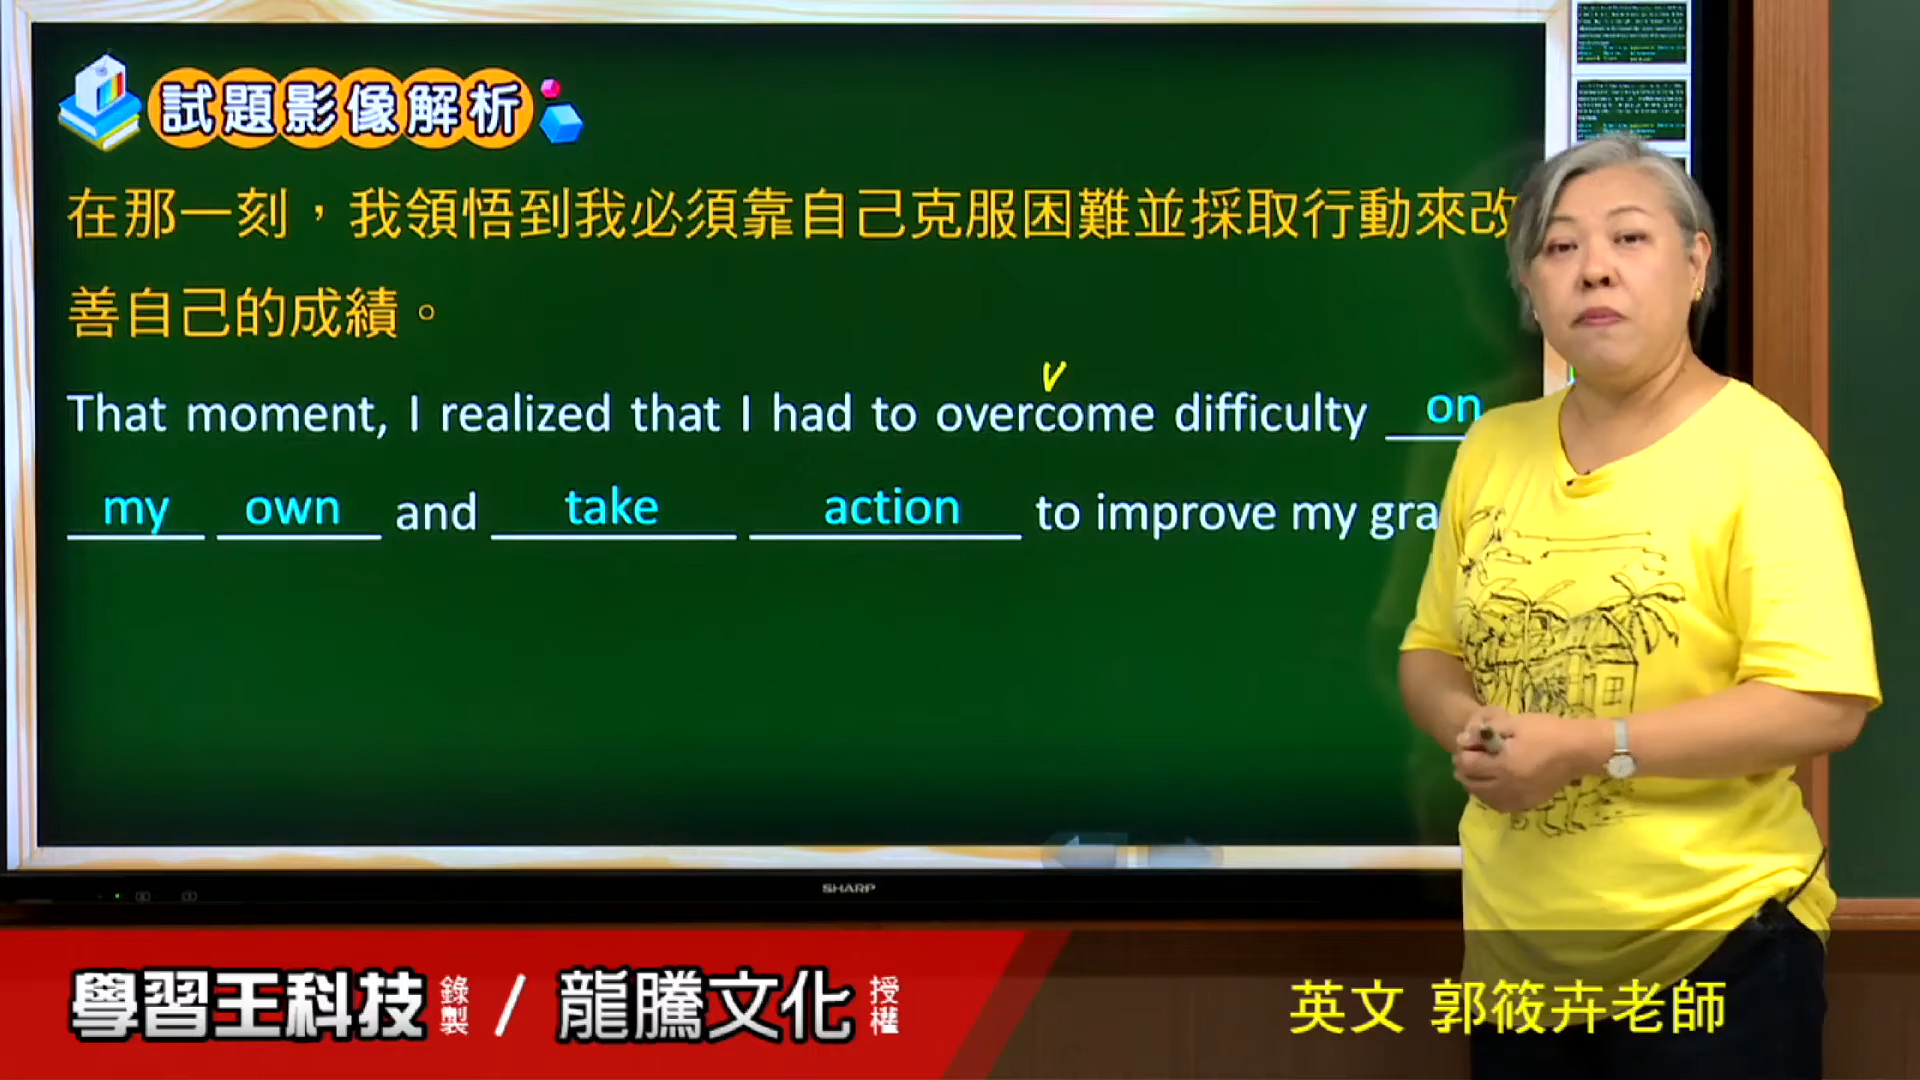 試題影像解析
在那一刻，我領悟到我必須靠自己克服困難並採取行動來改
善自己的成績。
v
That moment, I realized that I had to overcome difficulty on
my own and take action to improve my gra
SHARP
學習王科技 錄製 / 龍騰文化 授權
英文 郭筱卉老師